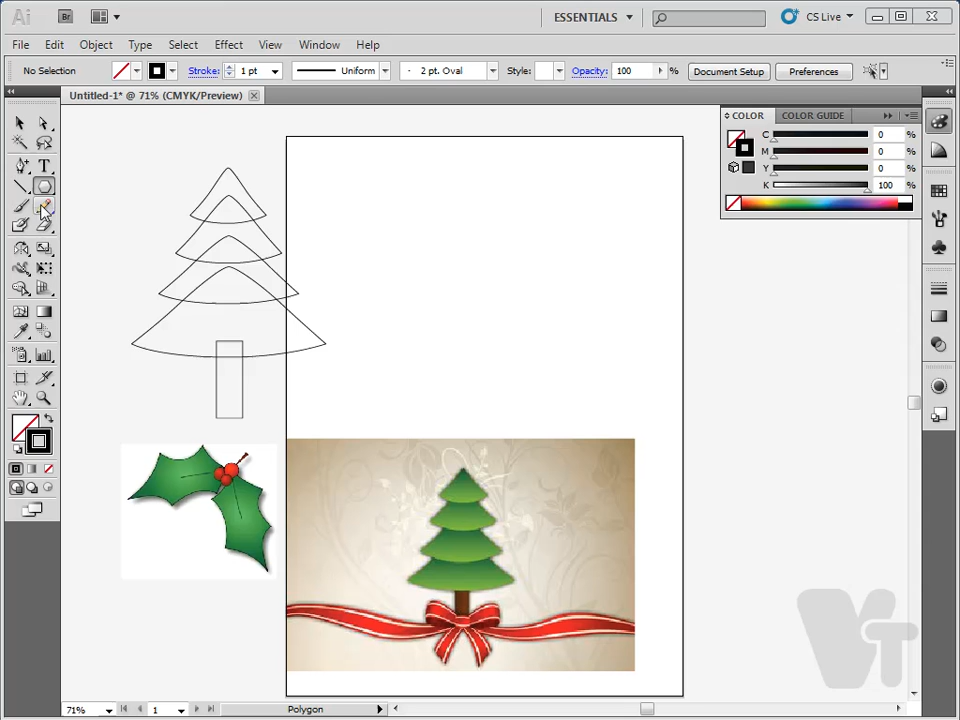 Ai Br ESSENTIALS CS Live
File Edit Object Type Select Effect View Window Help
No Selection Stroke: 1 pt Uniform 2 pt. Oval Style: Opacity: 100 % Document Setup Preferences
Untitled-1* @ 71% (CMYK/Preview)
COLOR COLOR GUIDE
C 0 %
M 0 %
Y 0 %
K 100 %
T
VT
71% 1 Polygon